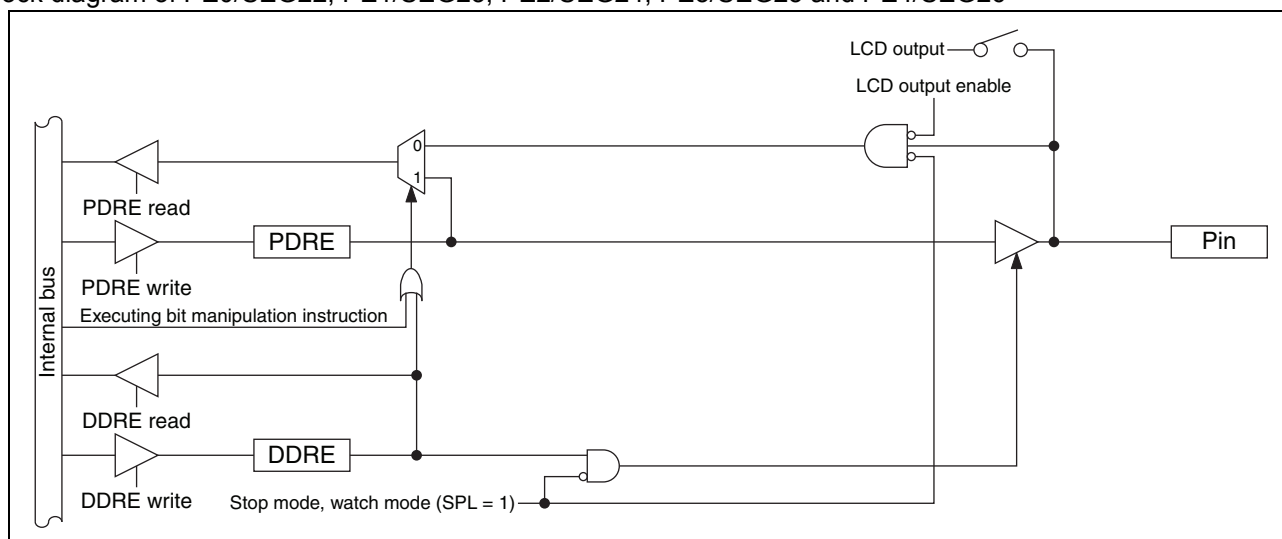 LCD output
LCD output enable
0
1
PDRE read
PDRE
Pin
PDRE write
Executing bit manipulation instruction
Internal bus
DDRE read
DDRE
DDRE write
Stop mode, watch mode (SPL = 1)